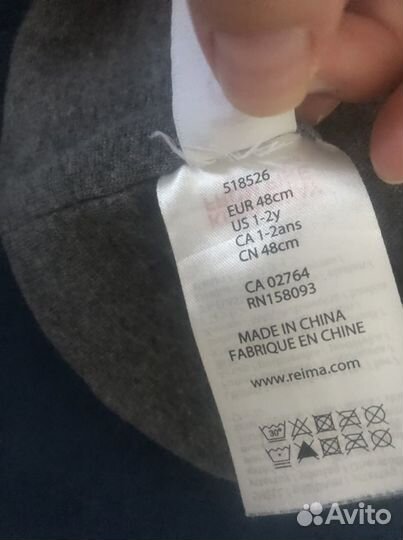 518526
EUR 48cm
US 1-2y
CA 1-2ans
CN 48cm
CA 02764
RN158093
MADE IN CHINA
FABRIQUE EN CHINE
www.reima.com
30°
Avito